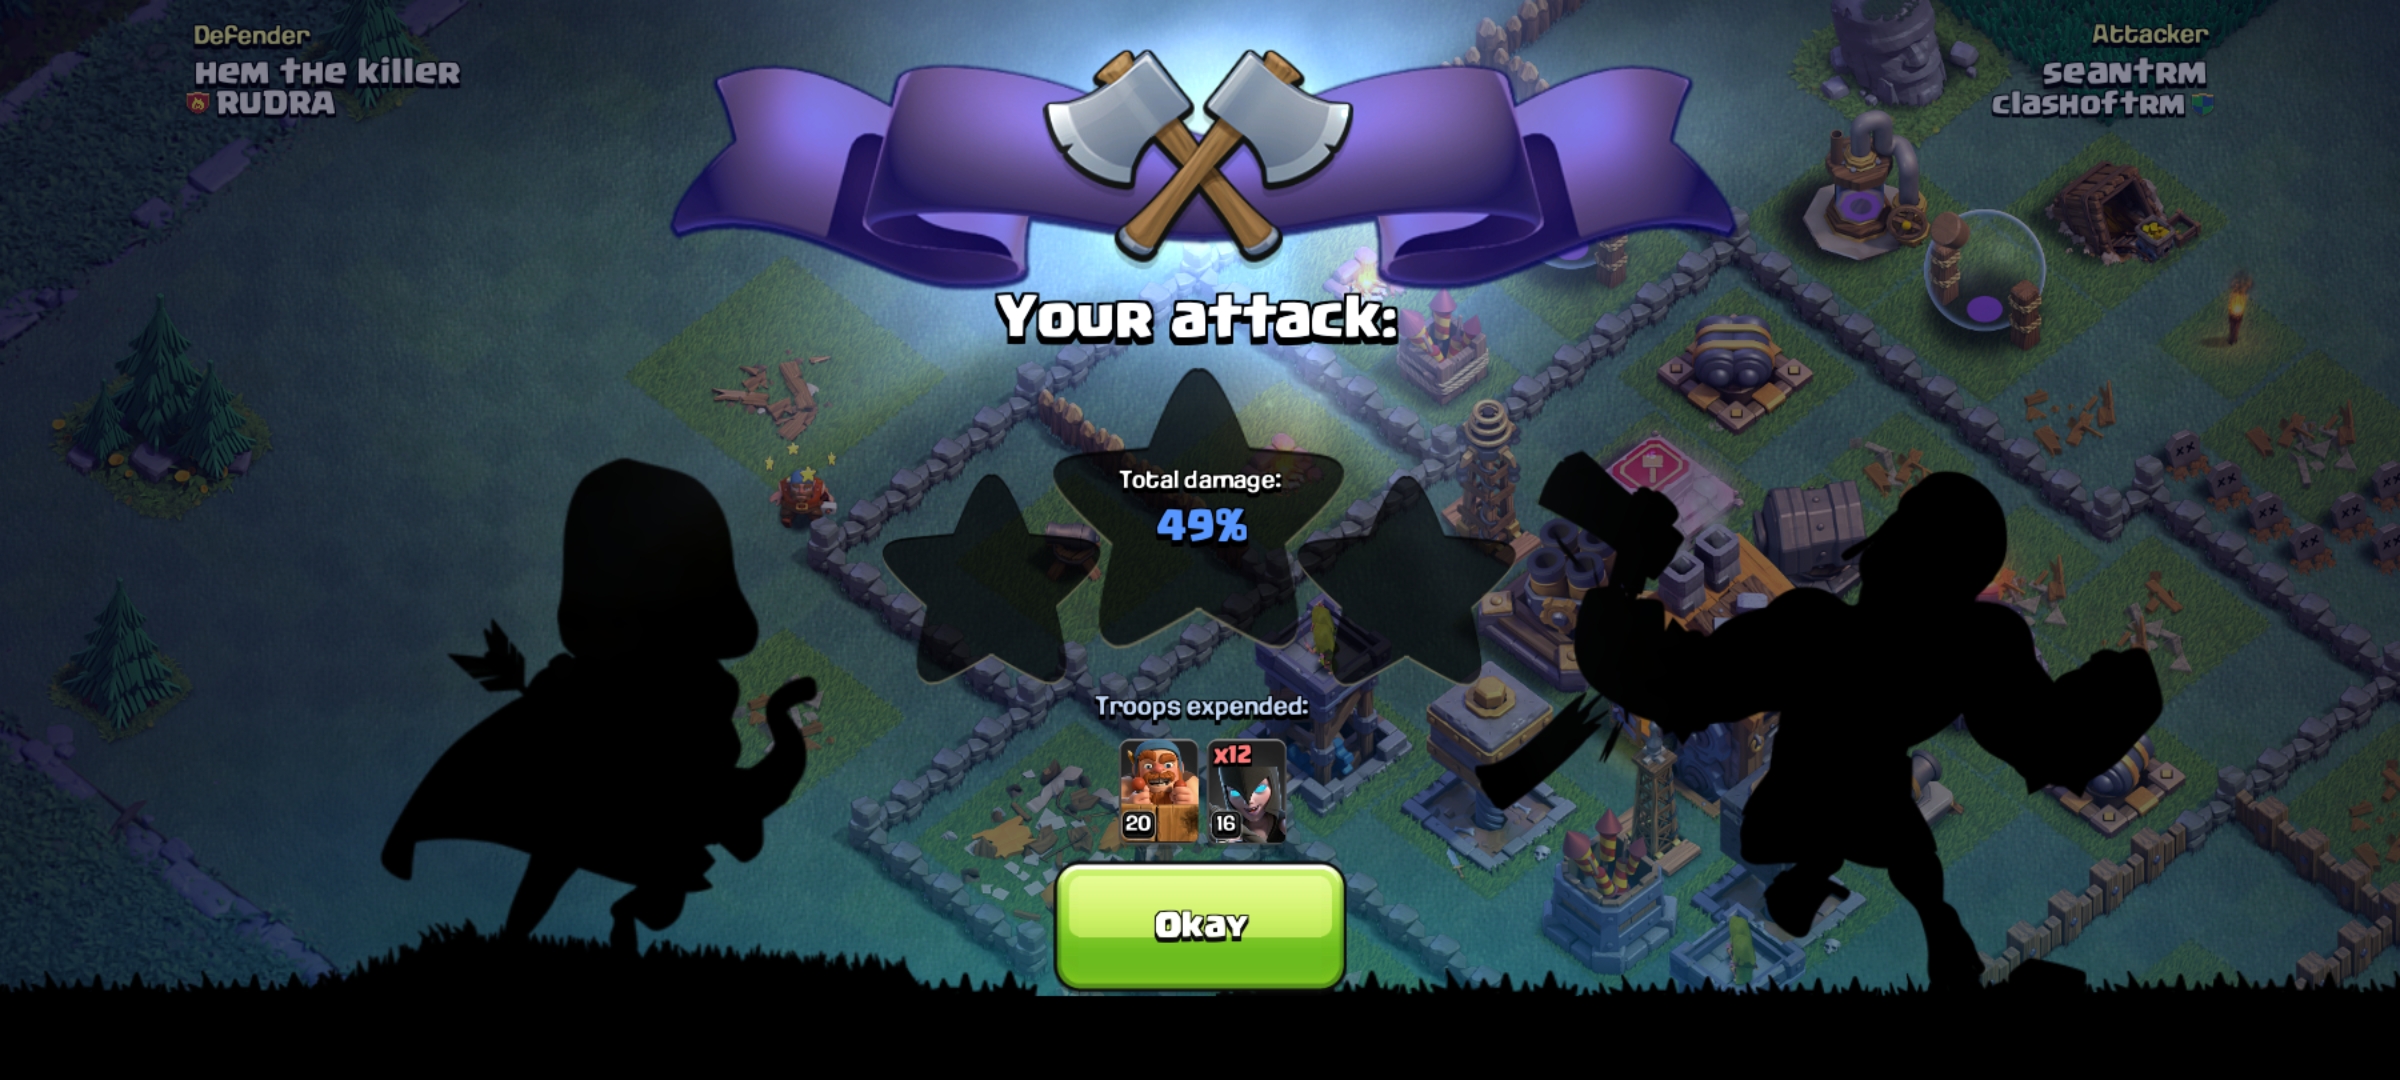 Defender
Hem the killer
RUDRA
Attacker
seantRM
clashoftRM
Your attack:
Total damage:
49%
Troops expended:
x12
20
16
Okay